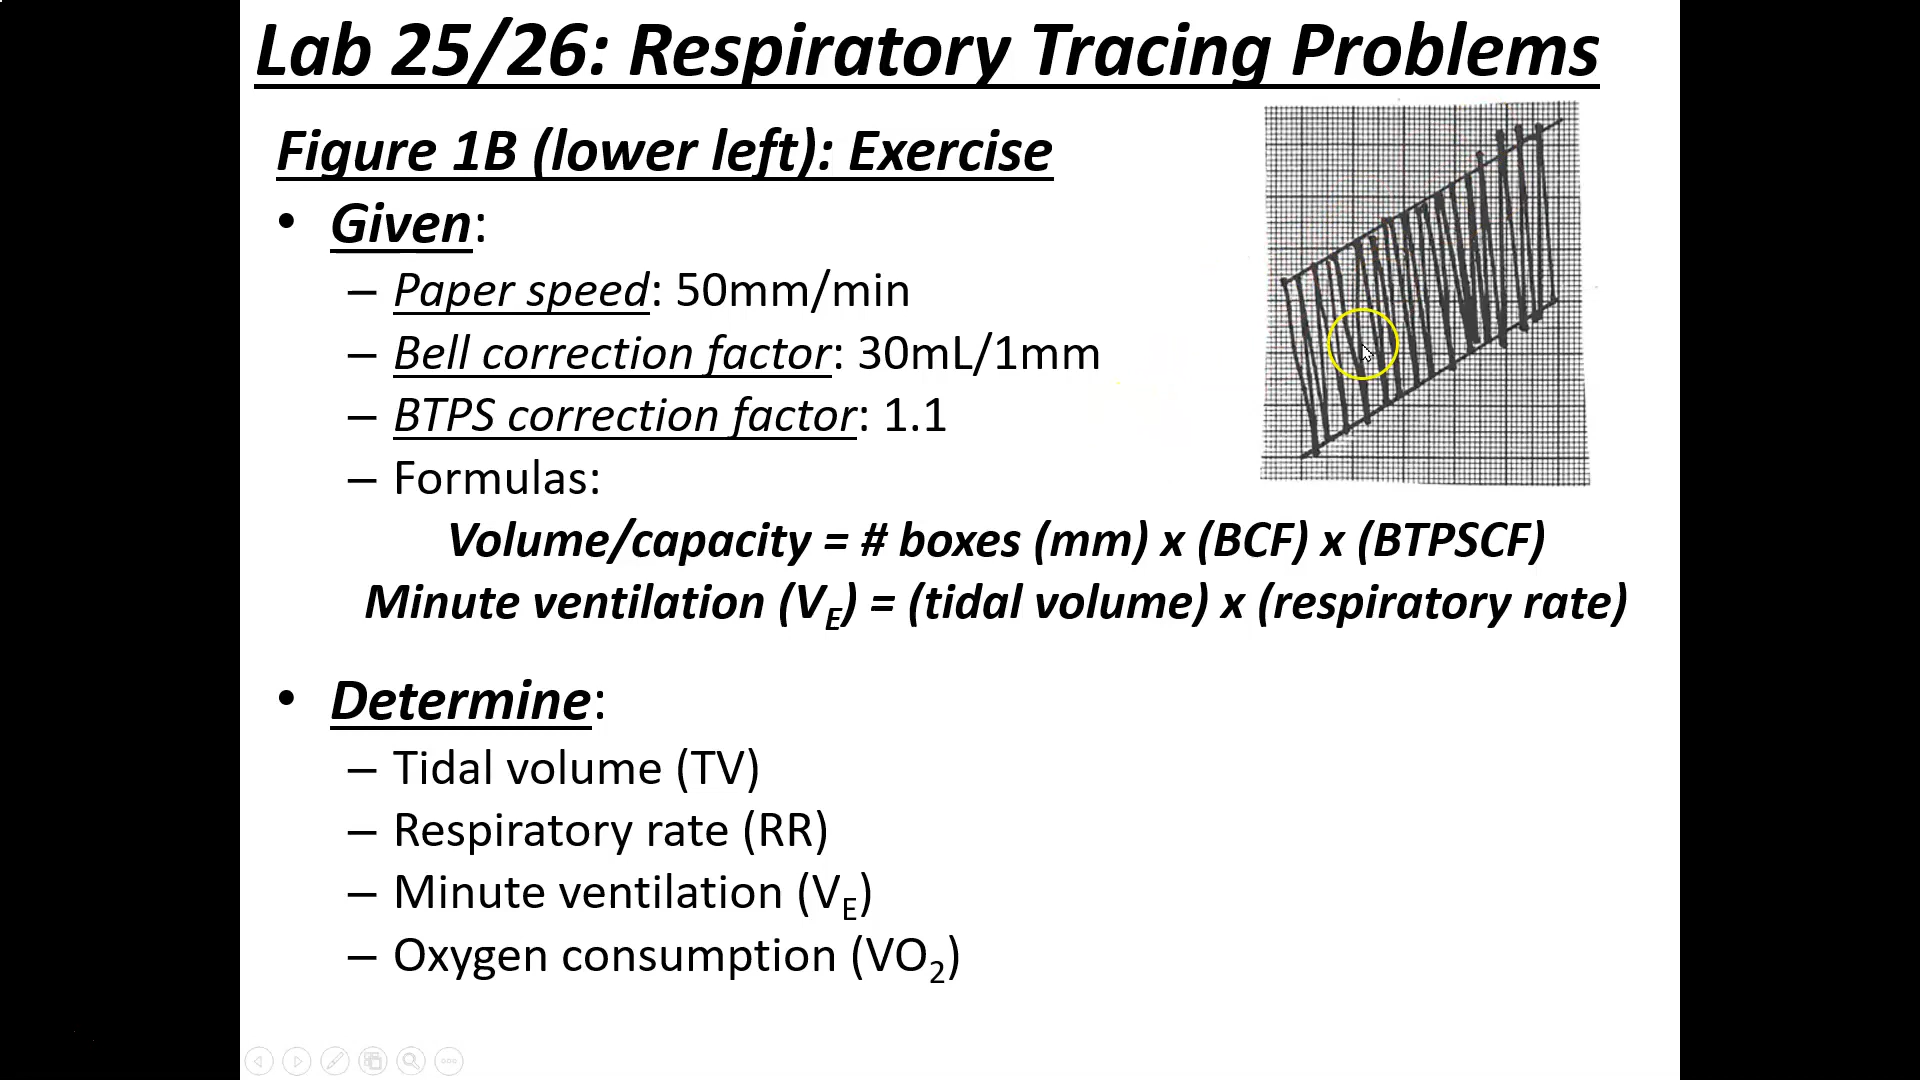 Lab 25/26: Respiratory Tracing Problems
Figure 1B (lower left): Exercise
• Given:
– Paper speed: 50mm/min
– Bell correction factor: 30mL/1mm
– BTPS correction factor: 1.1
– Formulas:
Volume/capacity = # boxes (mm) x (BCF) x (BTPSCF)
Minute ventilation (VE) = (tidal volume) x (respiratory rate)
• Determine:
– Tidal volume (TV)
– Respiratory rate (RR)
– Minute ventilation (VE)
– Oxygen consumption (VO2)